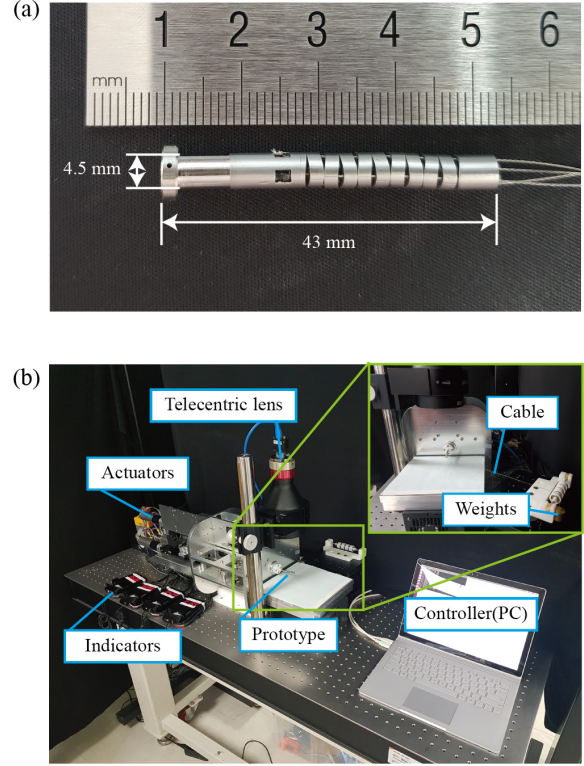 (a)
1 2 3 4 5 6
mm
4.5 mm
43 mm
(b)
Telecentric lens
Cable
Actuators
Weights
Controller(PC)
Prototype
Indicators